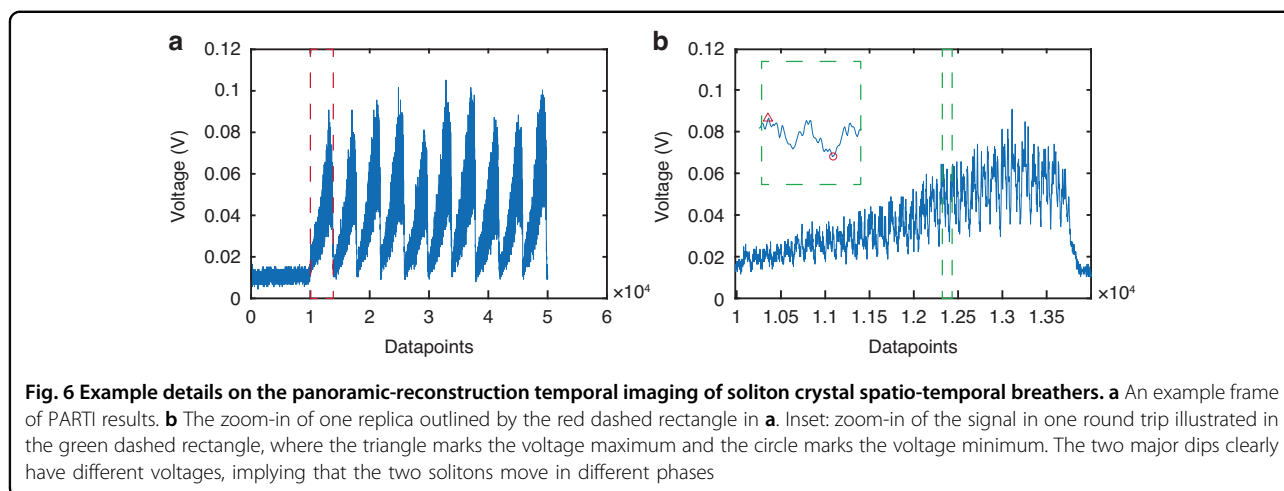 a
b
0.12
0.1
0.08
0.06
0.04
0.02
0
Voltage (V)
0 1 2 3 4 5 6
×10⁴
Datapoints
0.12
0.1
0.08
0.06
0.04
0.02
0
Voltage (V)
1 1.05 1.1 1.15 1.2 1.25 1.3 1.35
×10⁴
Datapoints
Fig. 6 Example details on the panoramic-reconstruction temporal imaging of soliton crystal spatio-temporal breathers. a An example frame
of PARTI results. b The zoom-in of one replica outlined by the red dashed rectangle in a. Inset: zoom-in of the signal in one round trip illustrated in
the green dashed rectangle, where the triangle marks the voltage maximum and the circle marks the voltage minimum. The two major dips clearly
have different voltages, implying that the two solitons move in different phases